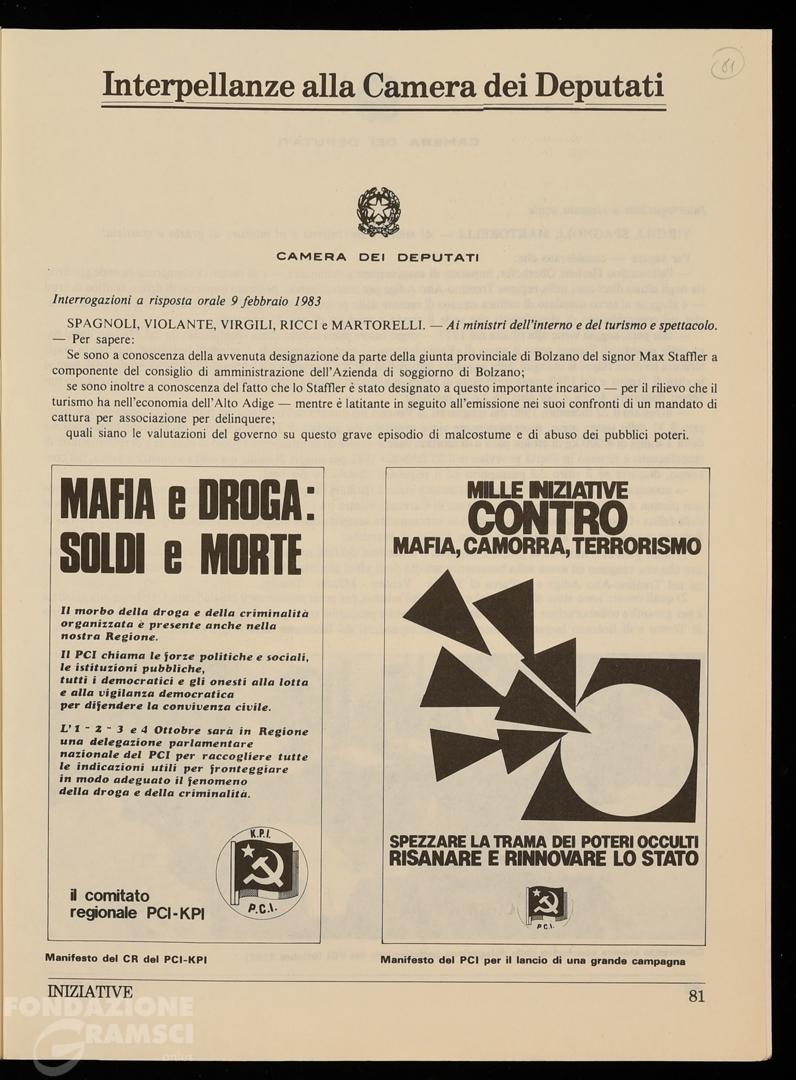 81
Interpellanze alla Camera dei Deputati
CAMERA DEI DEPUTATI
Interrogazioni a risposta orale 9 febbraio 1983
SPAGNOLI, VIOLANTE, VIRGILI, RICCI e MARTORELLI. — Ai ministri dell'interno e del turismo e spettacolo.
— Per sapere:
Se sono a conoscenza della avvenuta designazione da parte della giunta provinciale di Bolzano del signor Max Staffler a
componente del consiglio di amministrazione dell'Azienda di soggiorno di Bolzano;
se sono inoltre a conoscenza del fatto che lo Staffler è stato designato a questo importante incarico — per il rilievo che il
turismo ha nell'economia dell'Alto Adige — mentre è latitante in seguito all'emissione nei suoi confronti di un mandato di
cattura per associazione per delinquere;
quali siano le valutazioni del governo su questo grave episodio di malcostume e di abuso dei pubblici poteri.
MAFIA e DROGA:
SOLDI e MORTE
Il morbo della droga e della criminalità
organizzata è presente anche nella
nostra Regione.
Il PCI chiama le forze politiche e sociali,
le istituzioni pubbliche,
tutti i democratici e gli onesti alla lotta
e alla vigilanza democratica
per difendere la convivenza civile.
L'1 - 2 - 3 e 4 Ottobre sarà in Regione
una delegazione parlamentare
nazionale del PCI per raccogliere tutte
le indicazioni utili per fronteggiare
in modo adeguato il fenomeno
della droga e della criminalità.
il comitato
regionale PCI-KPI
K.P.I.
P.C.I.
Manifesto del CR del PCI-KPI
MILLE INIZIATIVE
CONTRO
MAFIA, CAMORRA, TERRORISMO
SPEZZARE LA TRAMA DEI POTERI OCCULTI
RISANARE E RINNOVARE LO STATO
P.C.I.
Manifesto del PCI per il lancio di una grande campagna
INIZIATIVE
81
FONDAZIONE
GRAMSCI
onlus